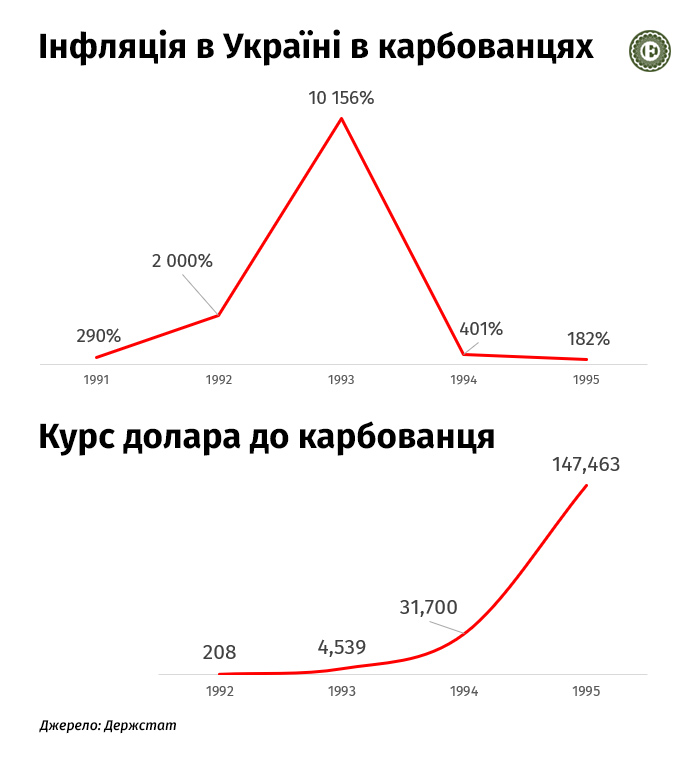 Інфляція в Україні в карбованцях
Е
10 156%
2 000%
290%
401%
182%
1991 1992 1993 1994 1995
Курс долара до карбованця
147,463
31,700
4,539
208
1992 1993 1994 1995
Джерело: Держстат